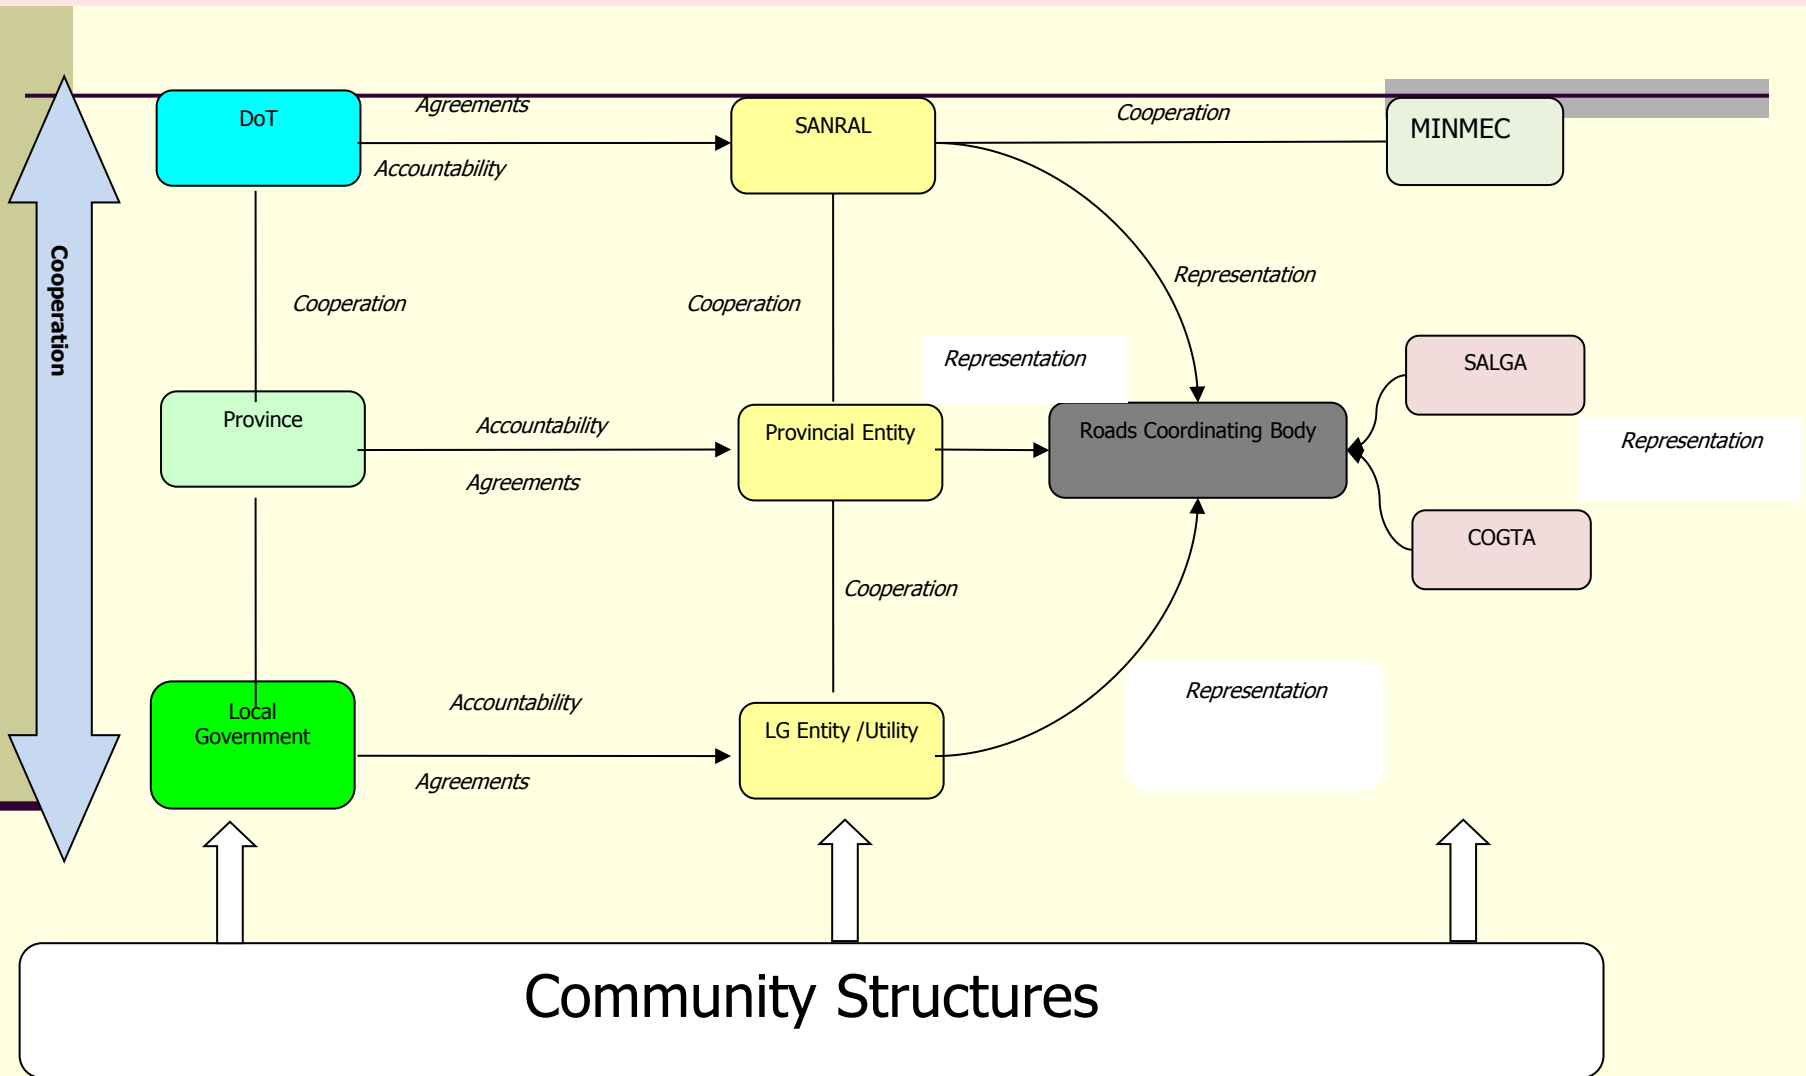 Agreements
DoT
SANRAL
Cooperation
MINMEC
Accountability
Cooperation
Representation
Cooperation
Cooperation
Representation
SALGA
Province
Accountability
Provincial Entity
Roads Coordinating Body
Representation
Agreements
COGTA
Cooperation
Accountability
Representation
Local
Government
LG Entity /Utility
Agreements
Community Structures